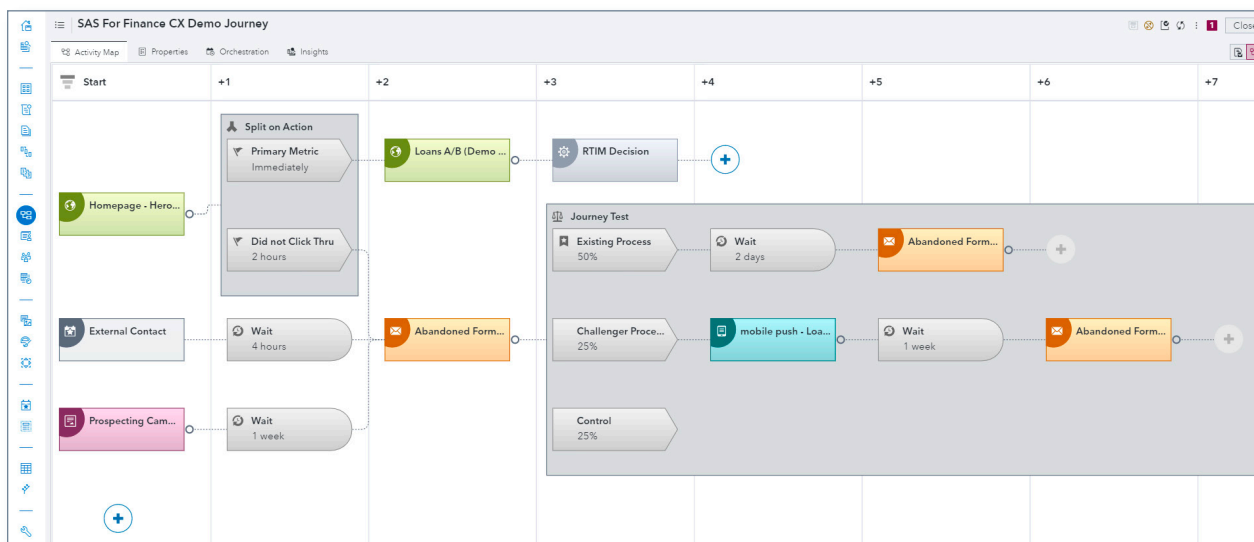 SAS For Finance CX Demo Journey
1
Close
Activity Map
Properties
Orchestration
Insights
Start
+1
+2
+3
+4
+5
+6
+7
Split on Action
Primary Metric
Immediately
Loans A/B (Demo ...
RTIM Decision
Homepage - Hero...
Journey Test
Did not Click Thru
2 hours
Existing Process
50%
Wait
2 days
Abandoned Form...
External Contact
Wait
4 hours
Abandoned Form...
Challenger Proce...
25%
mobile push - Loa...
Wait
1 week
Abandoned Form...
Prospecting Cam...
Wait
1 week
Control
25%